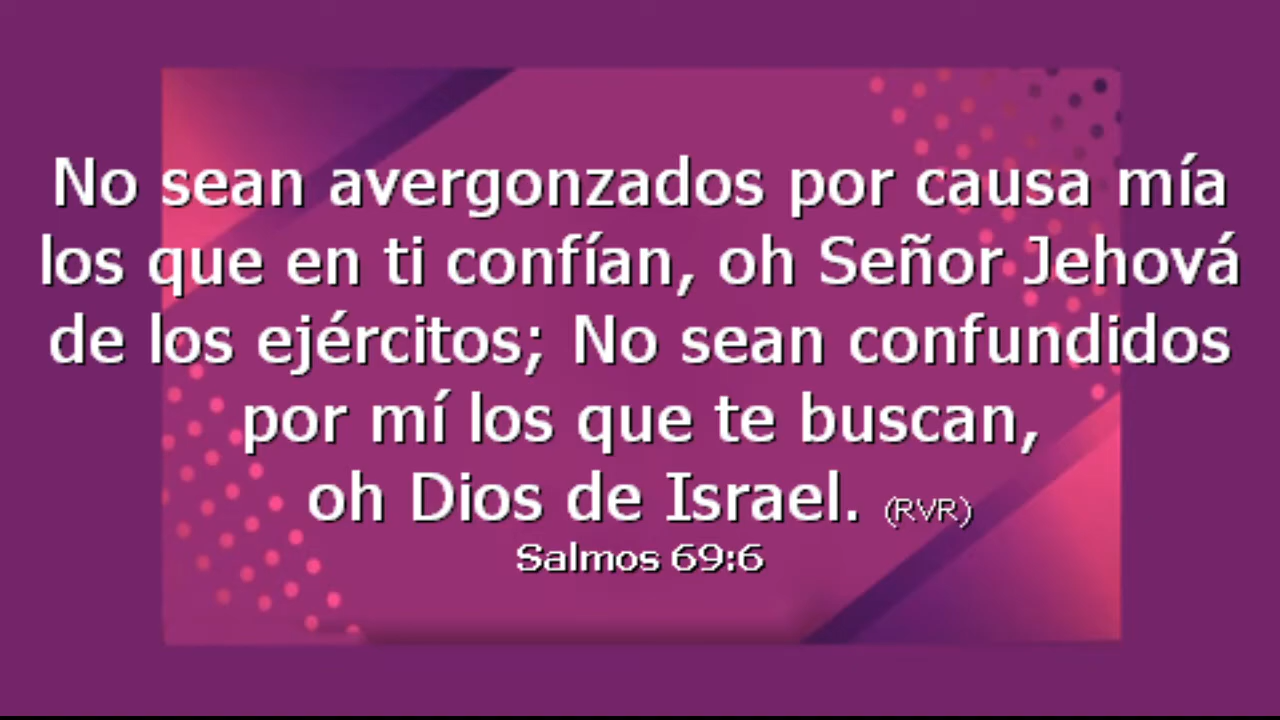 No sean avergonzados por causa mía
los que en ti confían, oh Señor Jehová
de los ejércitos; No sean confundidos
por mí los que te buscan,
oh Dios de Israel. (RVR)
Salmos 69:6